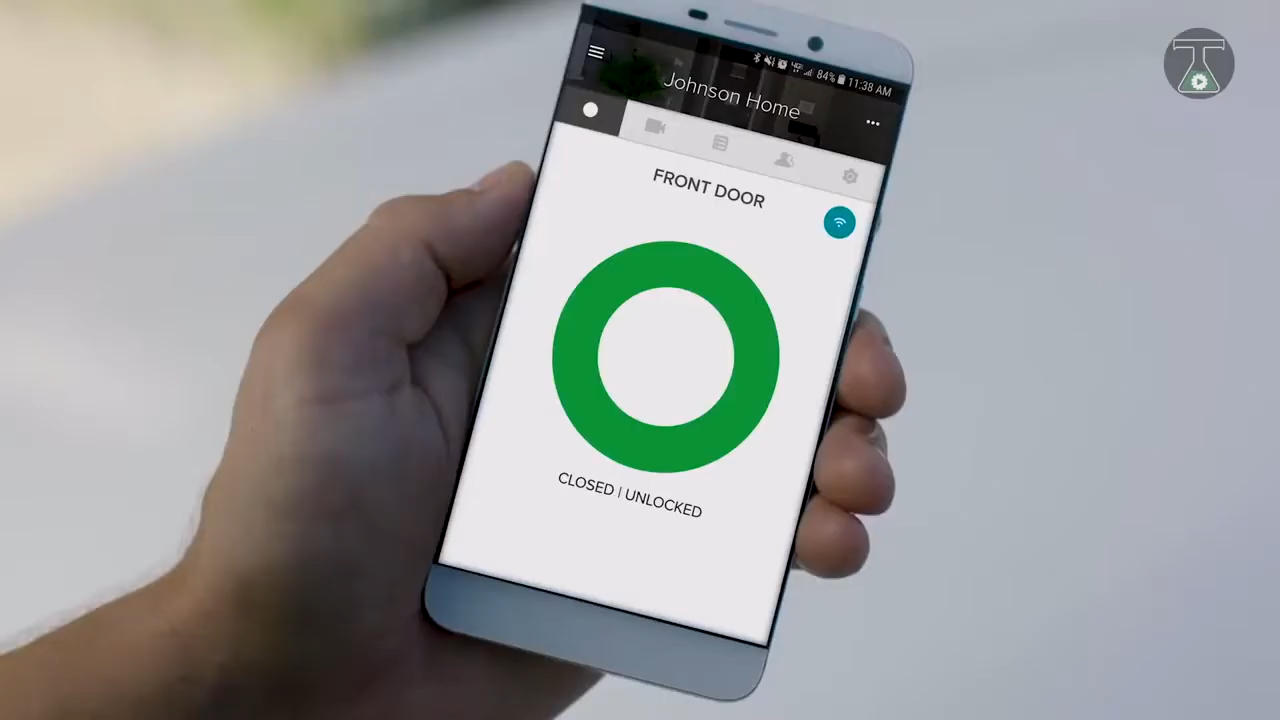 84% 11:38 AM
Johnson Home
FRONT DOOR
CLOSED | UNLOCKED